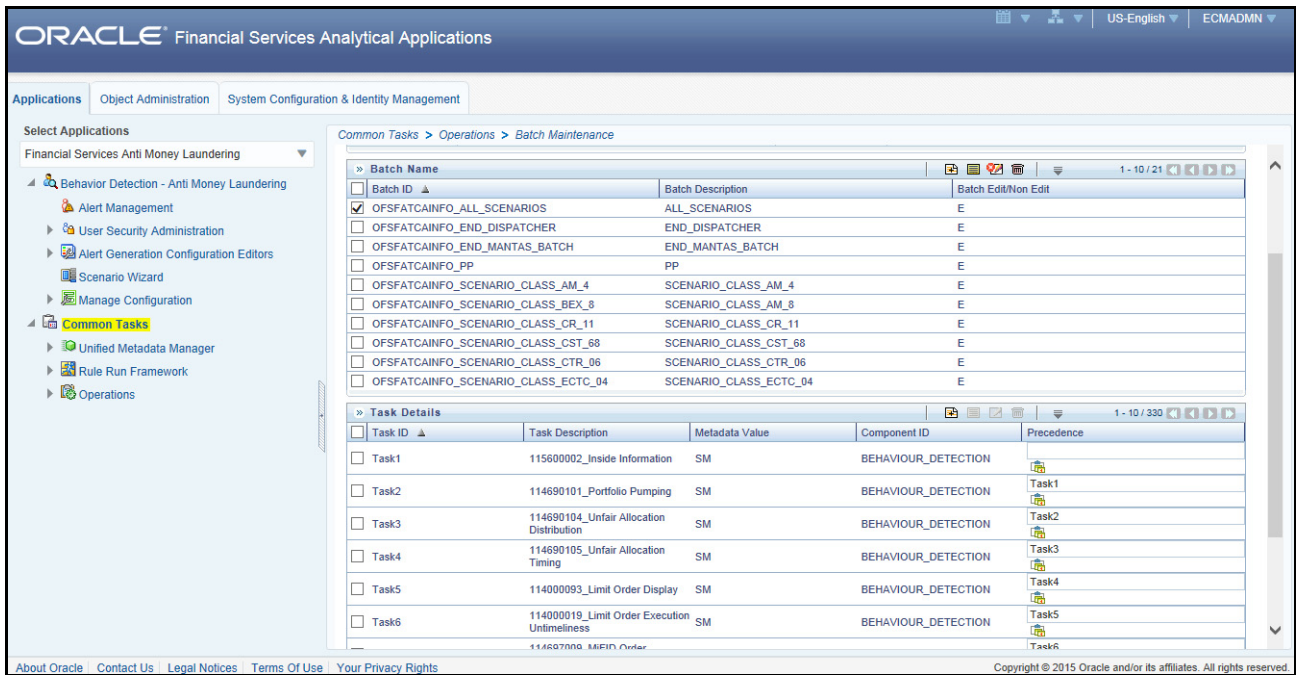 US-English
ECMADMN
ORACLE® Financial Services Analytical Applications
Applications
Object Administration
System Configuration & Identity Management
Select Applications
Financial Services Anti Money Laundering
Behavior Detection - Anti Money Laundering
Alert Management
User Security Administration
Alert Generation Configuration Editors
Scenario Wizard
Manage Configuration
Common Tasks
Unified Metadata Manager
Rule Run Framework
Operations
Common Tasks > Operations > Batch Maintenance
» Batch Name 1 - 10 / 21
Batch ID Batch Description Batch Edit/Non Edit
OFSFATCAINFO_ALL_SCENARIOS ALL_SCENARIOS E
OFSFATCAINFO_END_DISPATCHER END_DISPATCHER E
OFSFATCAINFO_END_MANTAS_BATCH END_MANTAS_BATCH E
OFSFATCAINFO_PP PP E
OFSFATCAINFO_SCENARIO_CLASS_AM_4 SCENARIO_CLASS_AM_4 E
OFSFATCAINFO_SCENARIO_CLASS_BEX_8 SCENARIO_CLASS_AM_8 E
OFSFATCAINFO_SCENARIO_CLASS_CR_11 SCENARIO_CLASS_CR_11 E
OFSFATCAINFO_SCENARIO_CLASS_CST_68 SCENARIO_CLASS_CST_68 E
OFSFATCAINFO_SCENARIO_CLASS_CTR_06 SCENARIO_CLASS_CTR_06 E
OFSFATCAINFO_SCENARIO_CLASS_ECTC_04 SCENARIO_CLASS_ECTC_04 E
» Task Details 1 - 10 / 330
Task ID Task Description Metadata Value Component ID Precedence
Task1 115600002_Inside Information SM BEHAVIOUR_DETECTION
Task2 114690101_Portfolio Pumping SM BEHAVIOUR_DETECTION Task1
Task3 114690104_Unfair Allocation Distribution SM BEHAVIOUR_DETECTION Task2
Task4 114690105_Unfair Allocation Timing SM BEHAVIOUR_DETECTION Task3
Task5 114000093_Limit Order Display SM BEHAVIOUR_DETECTION Task4
Task6 114000019_Limit Order Execution Untimeliness SM BEHAVIOUR_DETECTION Task5
114697009_MiFID Order Task6
About Oracle Contact Us Legal Notices Terms Of Use Your Privacy Rights
Copyright © 2015 Oracle and/or its affiliates. All rights reserved.